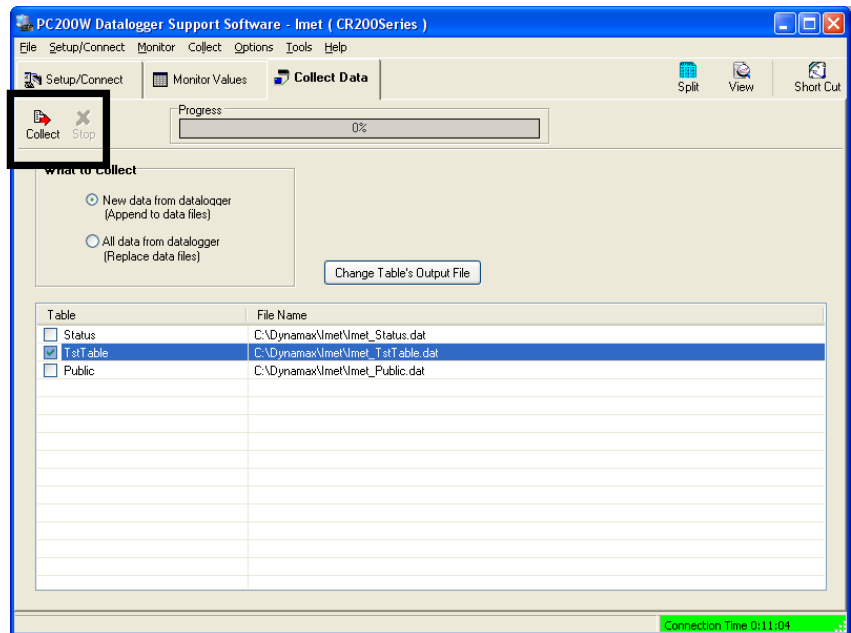 PC200W Datalogger Support Software - Imet ( CR200Series )
File Setup/Connect Monitor Collect Options Tools Help
Setup/Connect Monitor Values Collect Data Split View Short Cut
Collect Stop
Progress
0%
What to Collect
New data from datalogger
(Append to data files)
All data from datalogger
(Replace data files)
Change Table's Output File
Table File Name
Status C:\Dynamax\Imet\Imet_Status.dat
TstTable C:\Dynamax\Imet\Imet_TstTable.dat
Public C:\Dynamax\Imet\Imet_Public.dat
Connection Time 0:11:04